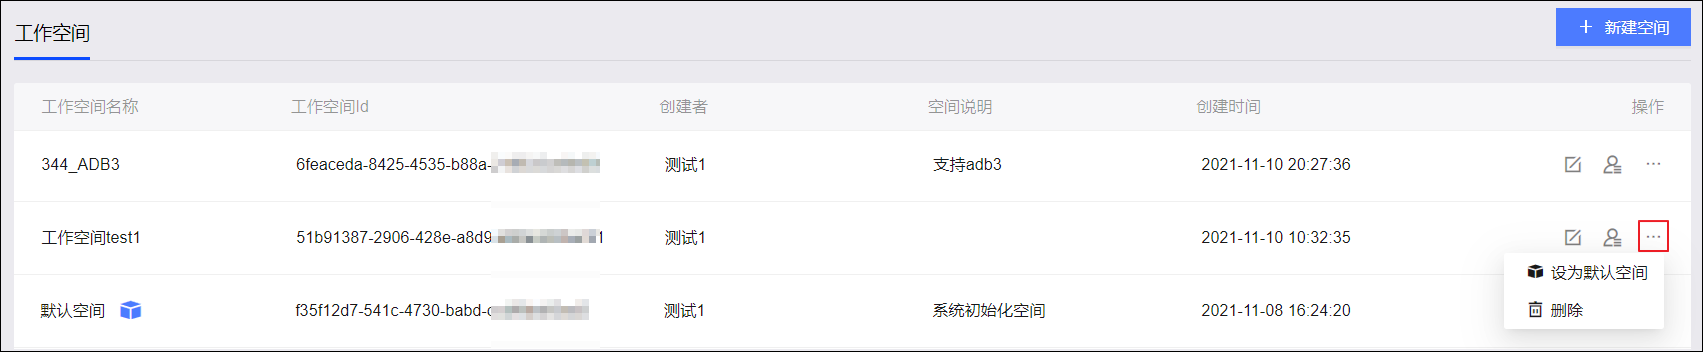 工作空间
+ 新建空间
工作空间名称 工作空间Id 创建者 空间说明 创建时间 操作
344_ADB3 6feaceda-8425-4535-b88a- 测试1 支持adb3 2021-11-10 20:27:36 ...
工作空间test1 51b91387-2906-428e-a8d9 1 测试1 2021-11-10 10:32:35 ...
设为默认空间
默认空间 f35f12d7-541c-4730-babd- 测试1 系统初始化空间 2021-11-08 16:24:20
删除